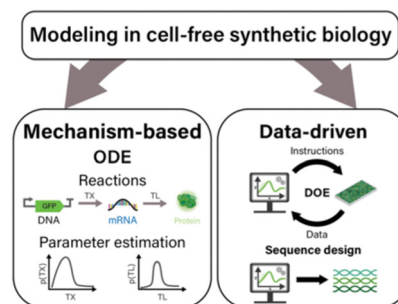 Modeling in cell-free synthetic biology
Mechanism-based
ODE
Reactions
TX
TL
GFP
DNA
mRNA
Protein
Parameter estimation
p(TX)
TX
p(TL)
TL
Data-driven
Instructions
DOE
Data
Sequence design